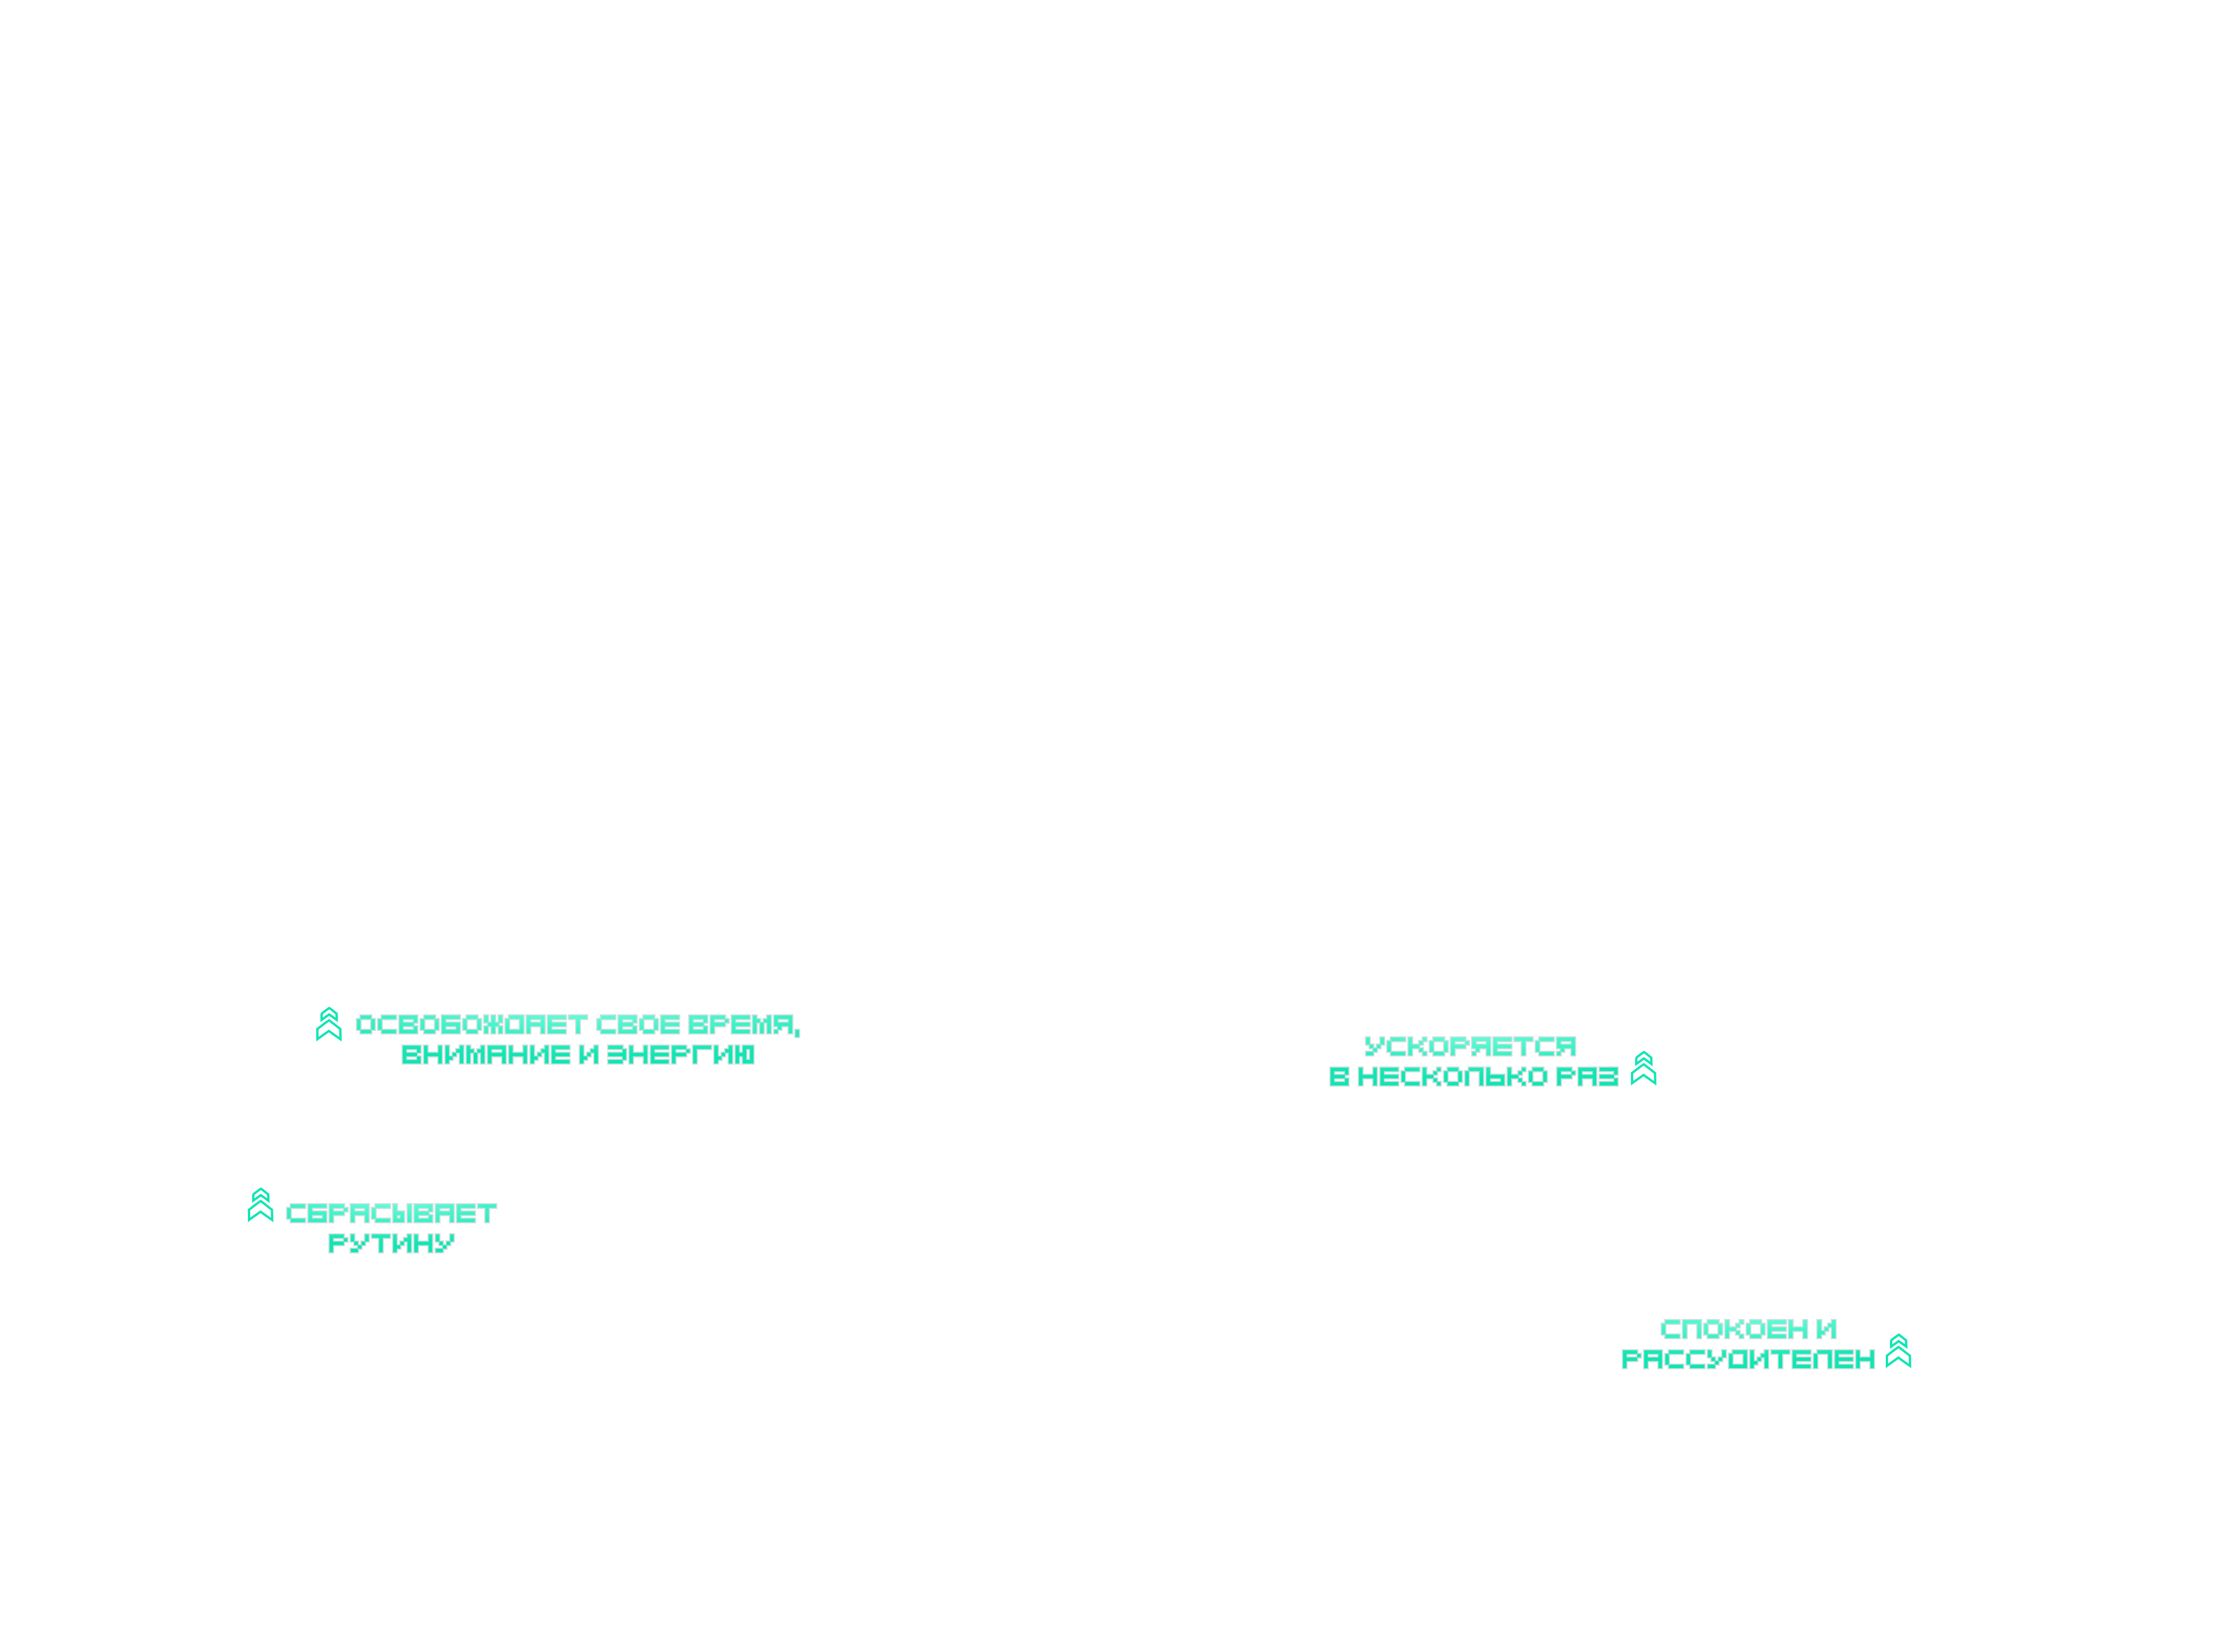 ОСВОБОЖДАЕТ СВОЕ ВРЕМЯ,
ВНИМАНИЕ И ЭНЕРГИЮ
УСКОРЯЕТСЯ
В НЕСКОЛЬКО РАЗ
СБРАСЫВАЕТ
РУТИНУ
СПОКОЕН И
РАССУДИТЕЛЕН